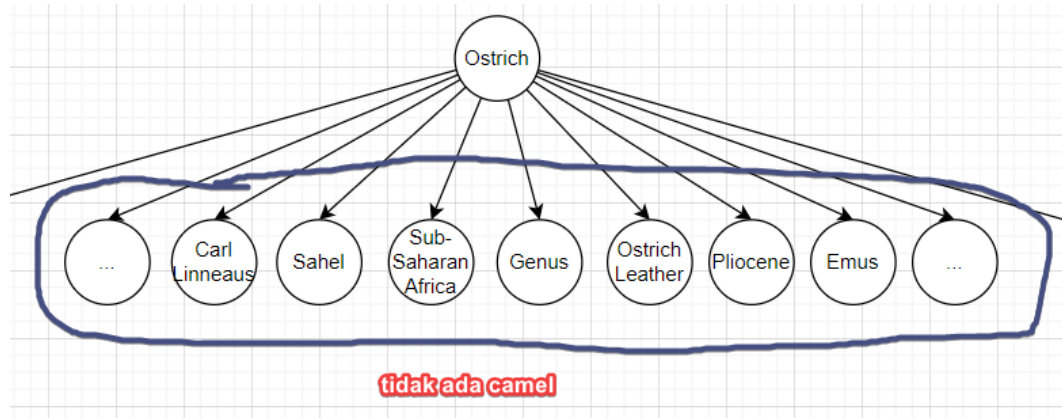 Ostrich
...
Carl
Linneaus
Sahel
Sub-
Saharan
Africa
Genus
Ostrich
Leather
Pliocene
Emus
...
tidak ada camel